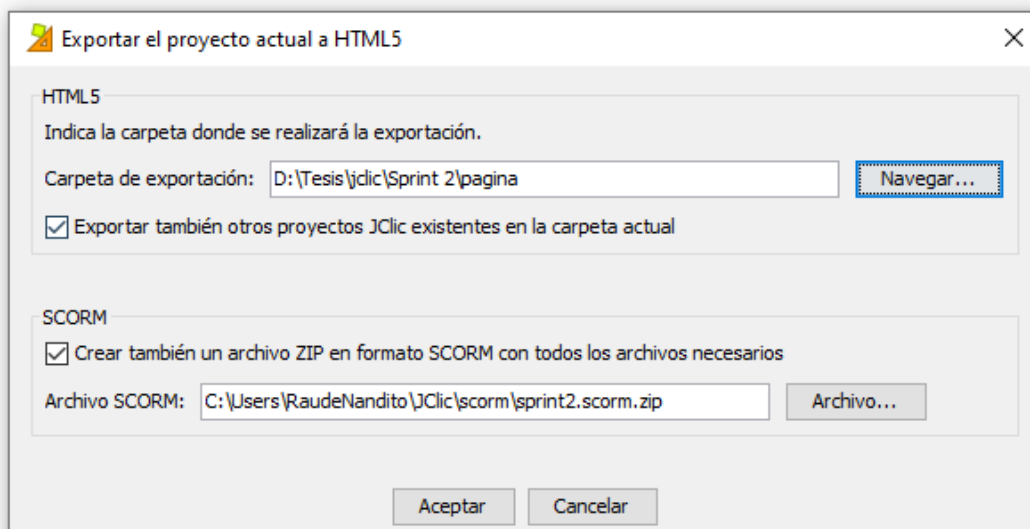 Exportar el proyecto actual a HTML5
HTML5
Indica la carpeta donde se realizará la exportación.
Carpeta de exportación: D:\Tesis\jclic\Sprint 2\pagina Navegar...
Exportar también otros proyectos JClic existentes en la carpeta actual
SCORM
Crear también un archivo ZIP en formato SCORM con todos los archivos necesarios
Archivo SCORM: C:\Users\RaudeNandito\JClic\scorm\sprint2.scorm.zip Archivo...
Aceptar Cancelar